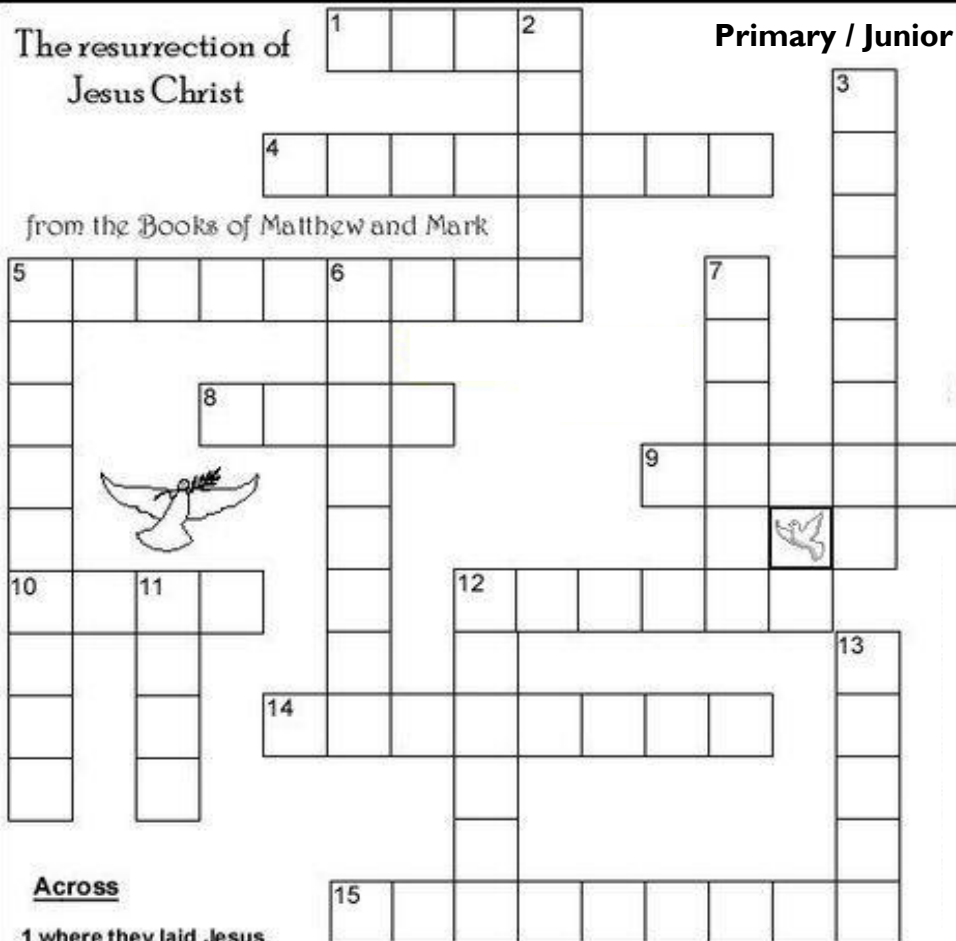 The resurrection of
Jesus Christ
Primary / Junior
1
2
3
4
from the Books of Matthew and Mark
5
6
7
8
9
10
11
12
13
14
15
Across
1 where they laid Jesus